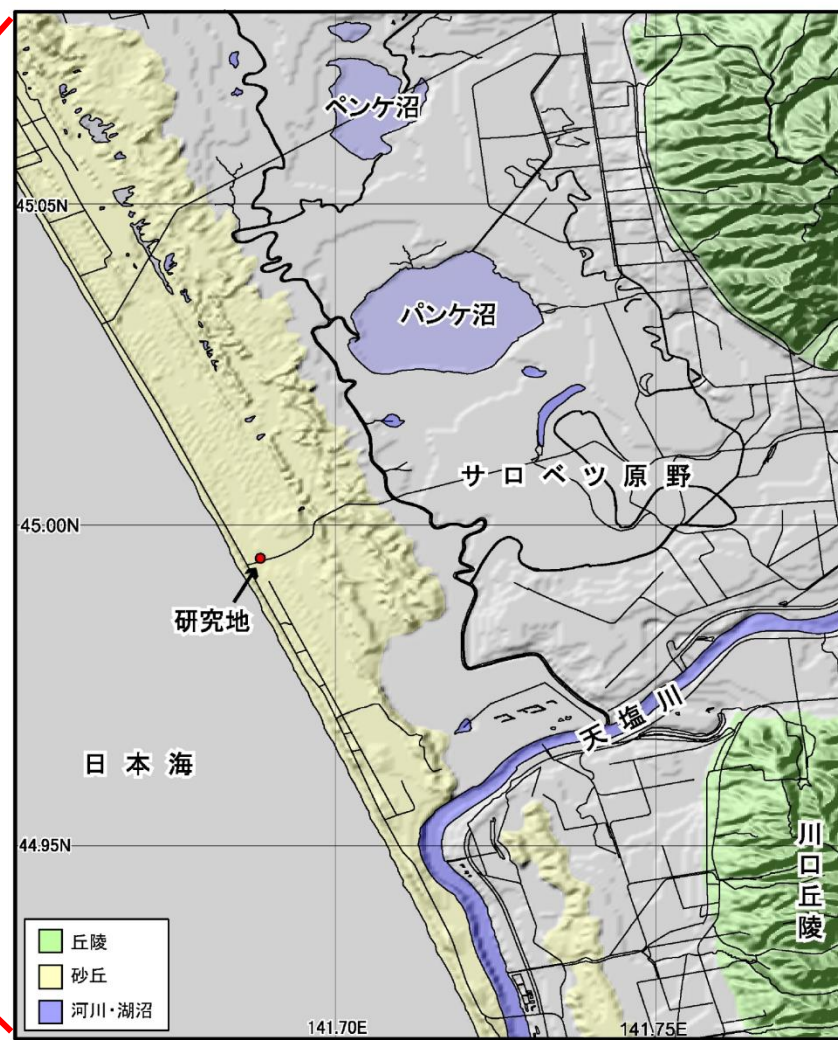 ペンケ沼
45.05N
パンケ沼
サロベツ原野
45.00N
研究地
天塩川
日本海
44.95N
川口丘陵
丘陵
砂丘
河川・湖沼
141.70E
141.75E